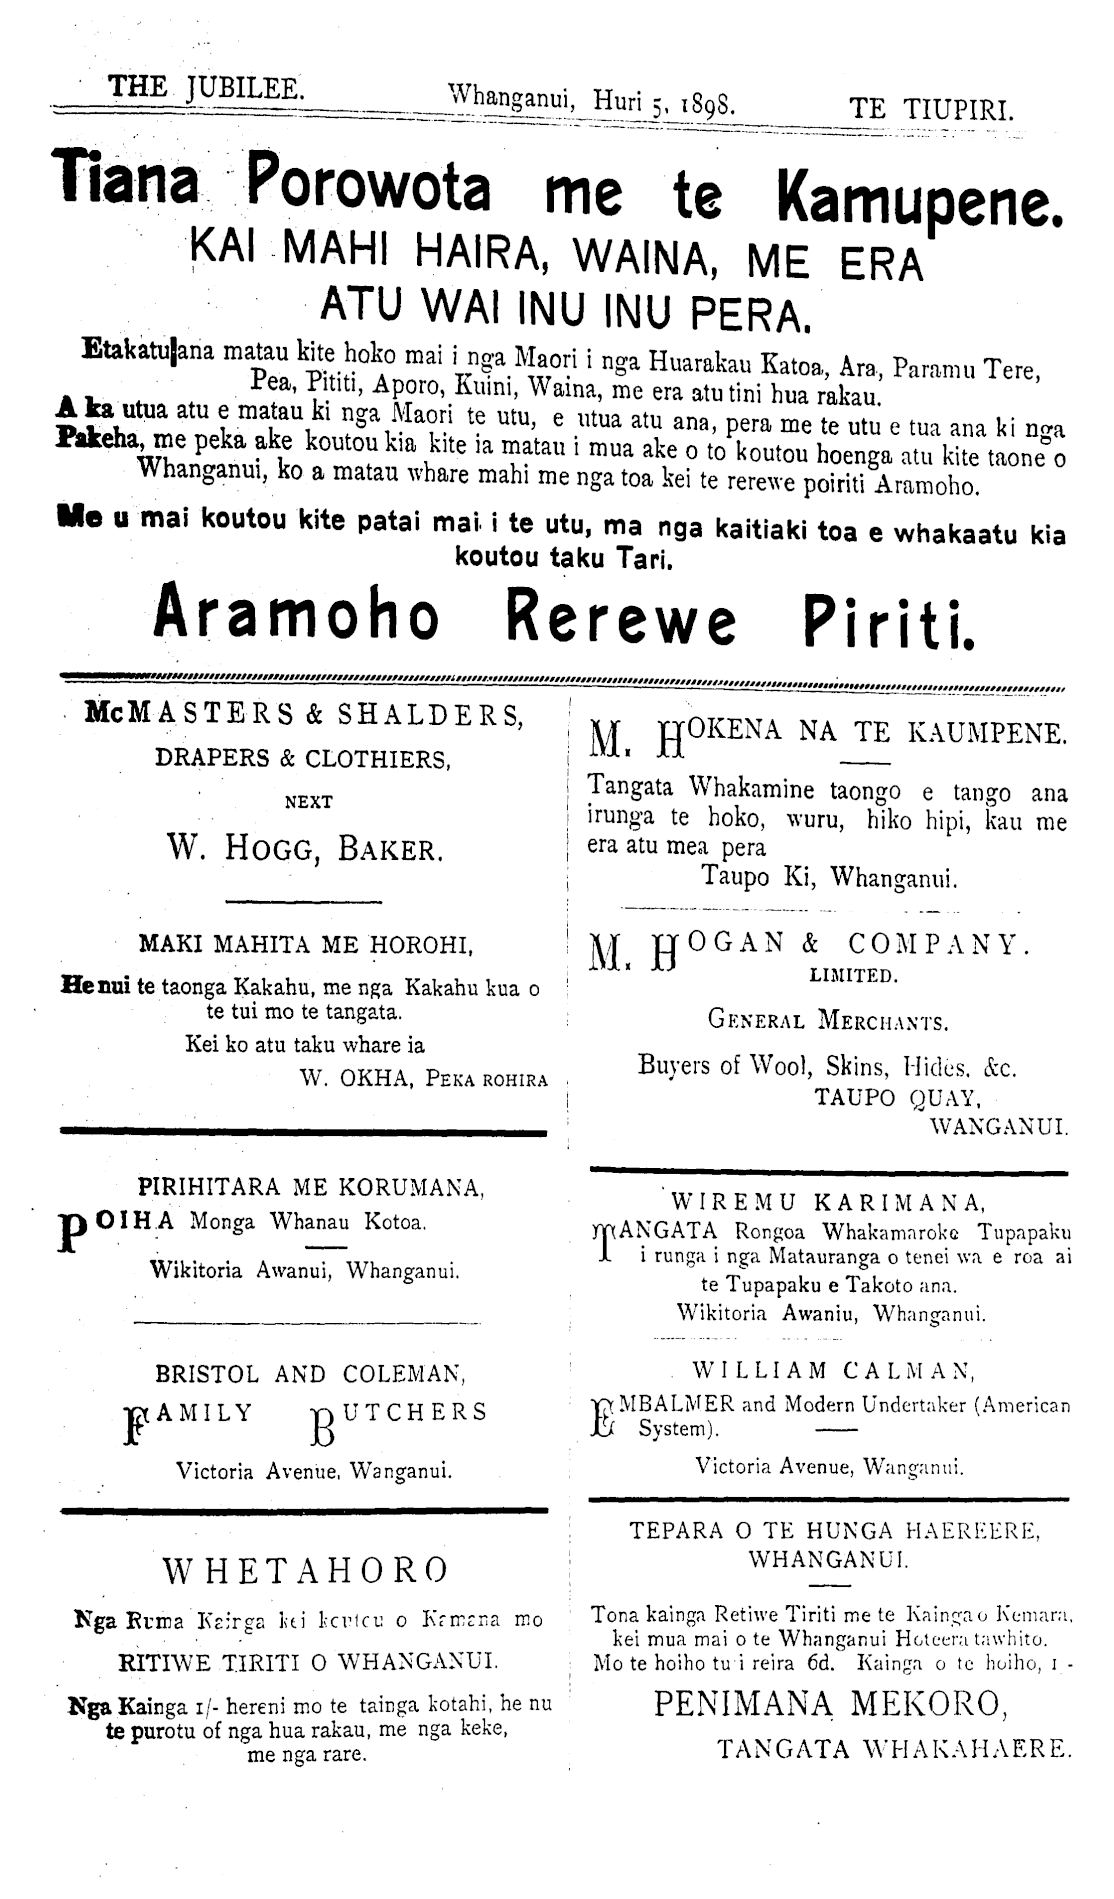 THE JUBILEE. Whanganui, Huri 5, 1898. TE TIUPIRI.
Tiana Porowota me te Kamupene.
KAI MAHI HAIRA, WAINA, ME ERA
ATU WAI INU INU PERA.
Etakatu ana matau kite hoko mai i nga Maori i nga Huarakau Katoa, Ara, Paramu Tere,
Pea, Pititi, Aporo, Kuini, Waina, me era atu tini hua rakau.
A ka utua atu e matau ki nga Maori te utu, e utua atu ana, pera me te utu e tua ana ki nga
Pakeha, me peka ake koutou kia kite ia matau i mua ake o to koutou hoenga atu kite taone o
Whanganui, ko a matau whare mahi me nga toa kei te rerewe poiriti Aramoho.
Me u mai koutou kite patai mai i te utu, ma nga kaitiaki toa e whakaatu kia
koutou taku Tari.
Aramoho Rerewe Piriti.
McMASTERS & SHALDERS,
DRAPERS & CLOTHIERS,
NEXT
W. HOGG, BAKER.
MAKI MAHITA ME HOROHI,
He nui te taonga Kakahu, me nga Kakahu kua o
te tui mo te tangata.
Kei ko atu taku whare ia
W. OKHA, PEKA ROHIRA
PIRIHITARA ME KORUMANA,
POIHA Monga Whanau Kotoa.
Wikitoria Awanui, Whanganui.
BRISTOL AND COLEMAN,
FAMILY BUTCHERS
Victoria Avenue, Wanganui.
WHETAHORO
Nga Ruma Kainga kei koutou o Kemana mo
RITIWE TIRITI O WHANGANUI.
Nga Kainga 1/- hereni mo te tainga kotahi, he nu
te purotu of nga hua rakau, me nga keke,
me nga rare.
M. HOKENA NA TE KAUMPENE.
Tangata Whakamine taongo e tango ana
irunga te hoko, wuru, hiko hipi, kau me
era atu mea pera
Taupo Ki, Whanganui.
M. HOGAN & COMPANY.
LIMITED.
GENERAL MERCHANTS.
Buyers of Wool, Skins, Hides, &c.
TAUPO QUAY,
WANGANUI.
WIREMU KARIMANA,
TANGATA Rongoa Whakamaroke Tupapaku
i runga i nga Matauranga o tenei wa e roa ai
te Tupapaku e Takoto ana.
Wikitoria Awaniu, Whanganui.
WILLIAM CALMAN,
EMBALMER and Modern Undertaker (American
System).
Victoria Avenue, Wanganui.
TEPARA O TE HUNGA HAEREERE,
WHANGANUI.
Tona kainga Retiwe Tiriti me te Kainga o Kemara,
kei mua mai o te Whanganui Hoteera tawhito.
Mo te hoiho tu i reira 6d. Kainga o te hoiho, 1 -
PENIMANA MEKORO,
TANGATA WHAKAHAERE.